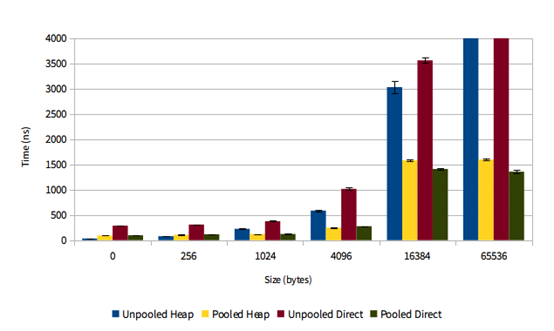 4000
3500
3000
2500
2000
1500
1000
500
0
Time (ns)
0 256 1024 4096 16384 65536
Size (bytes)
Unpooled Heap Pooled Heap Unpooled Direct Pooled Direct